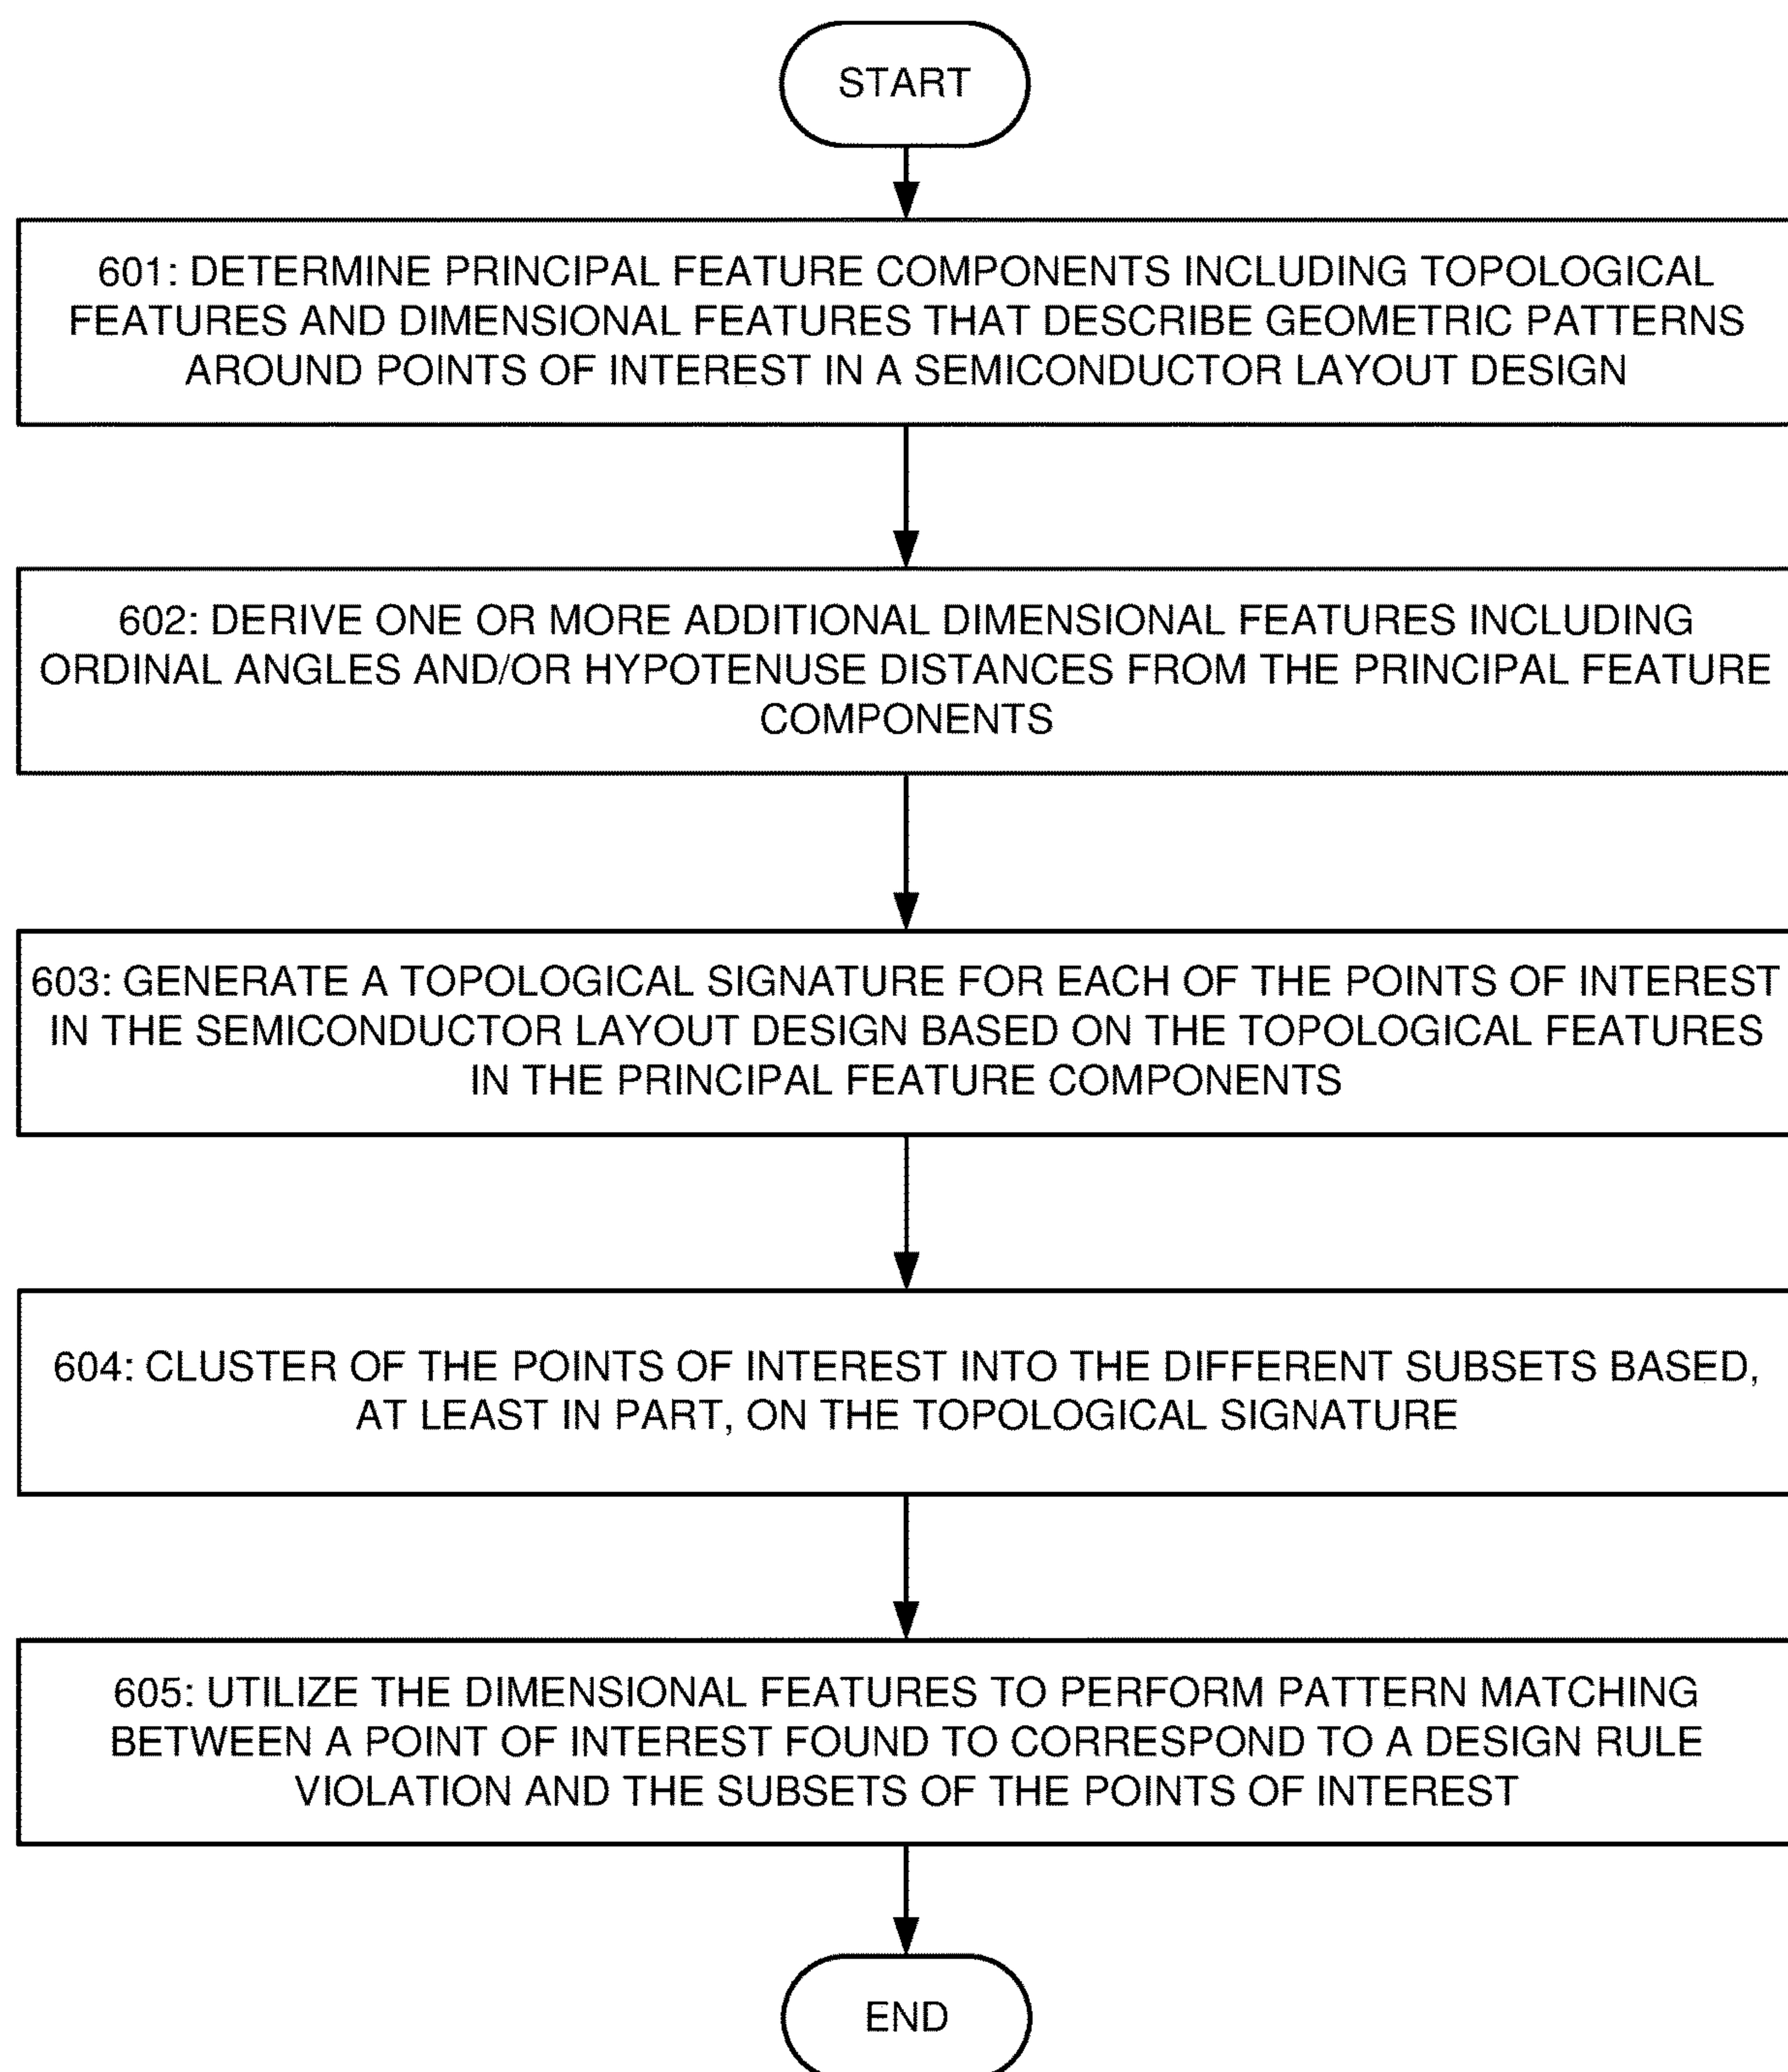 START
601: DETERMINE PRINCIPAL FEATURE COMPONENTS INCLUDING TOPOLOGICAL
FEATURES AND DIMENSIONAL FEATURES THAT DESCRIBE GEOMETRIC PATTERNS
AROUND POINTS OF INTEREST IN A SEMICONDUCTOR LAYOUT DESIGN
602: DERIVE ONE OR MORE ADDITIONAL DIMENSIONAL FEATURES INCLUDING
ORDINAL ANGLES AND/OR HYPOTENUSE DISTANCES FROM THE PRINCIPAL FEATURE
COMPONENTS
603: GENERATE A TOPOLOGICAL SIGNATURE FOR EACH OF THE POINTS OF INTEREST
IN THE SEMICONDUCTOR LAYOUT DESIGN BASED ON THE TOPOLOGICAL FEATURES
IN THE PRINCIPAL FEATURE COMPONENTS
604: CLUSTER OF THE POINTS OF INTEREST INTO THE DIFFERENT SUBSETS BASED,
AT LEAST IN PART, ON THE TOPOLOGICAL SIGNATURE
605: UTILIZE THE DIMENSIONAL FEATURES TO PERFORM PATTERN MATCHING
BETWEEN A POINT OF INTEREST FOUND TO CORRESPOND TO A DESIGN RULE
VIOLATION AND THE SUBSETS OF THE POINTS OF INTEREST
END